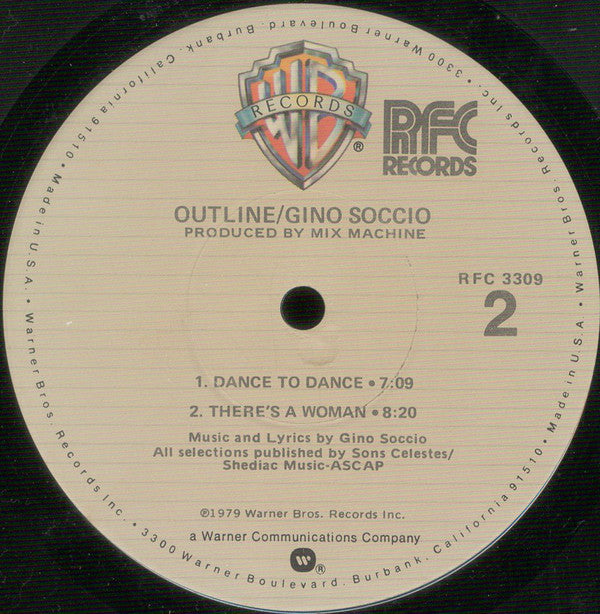 WB
RECORDS
®
RFC
RECORDS
OUTLINE/GINO SOCCIO
PRODUCED BY MIX MACHINE
RFC 3309
2
1. DANCE TO DANCE • 7:09
2. THERE'S A WOMAN • 8:20
Music and Lyrics by Gino Soccio
All selections published by Sons Celestes/
Shediac Music-ASCAP
℗1979 Warner Bros. Records Inc.
a Warner Communications Company
®
Warner Bros. Records Inc. • 3300 Warner Boulevard, Burbank, California 91510 • Made in U.S.A. • Warner Bros. Records Inc. • 3300 Warner Boulevard, Burbank, California 91510 • Made in U.S.A. •